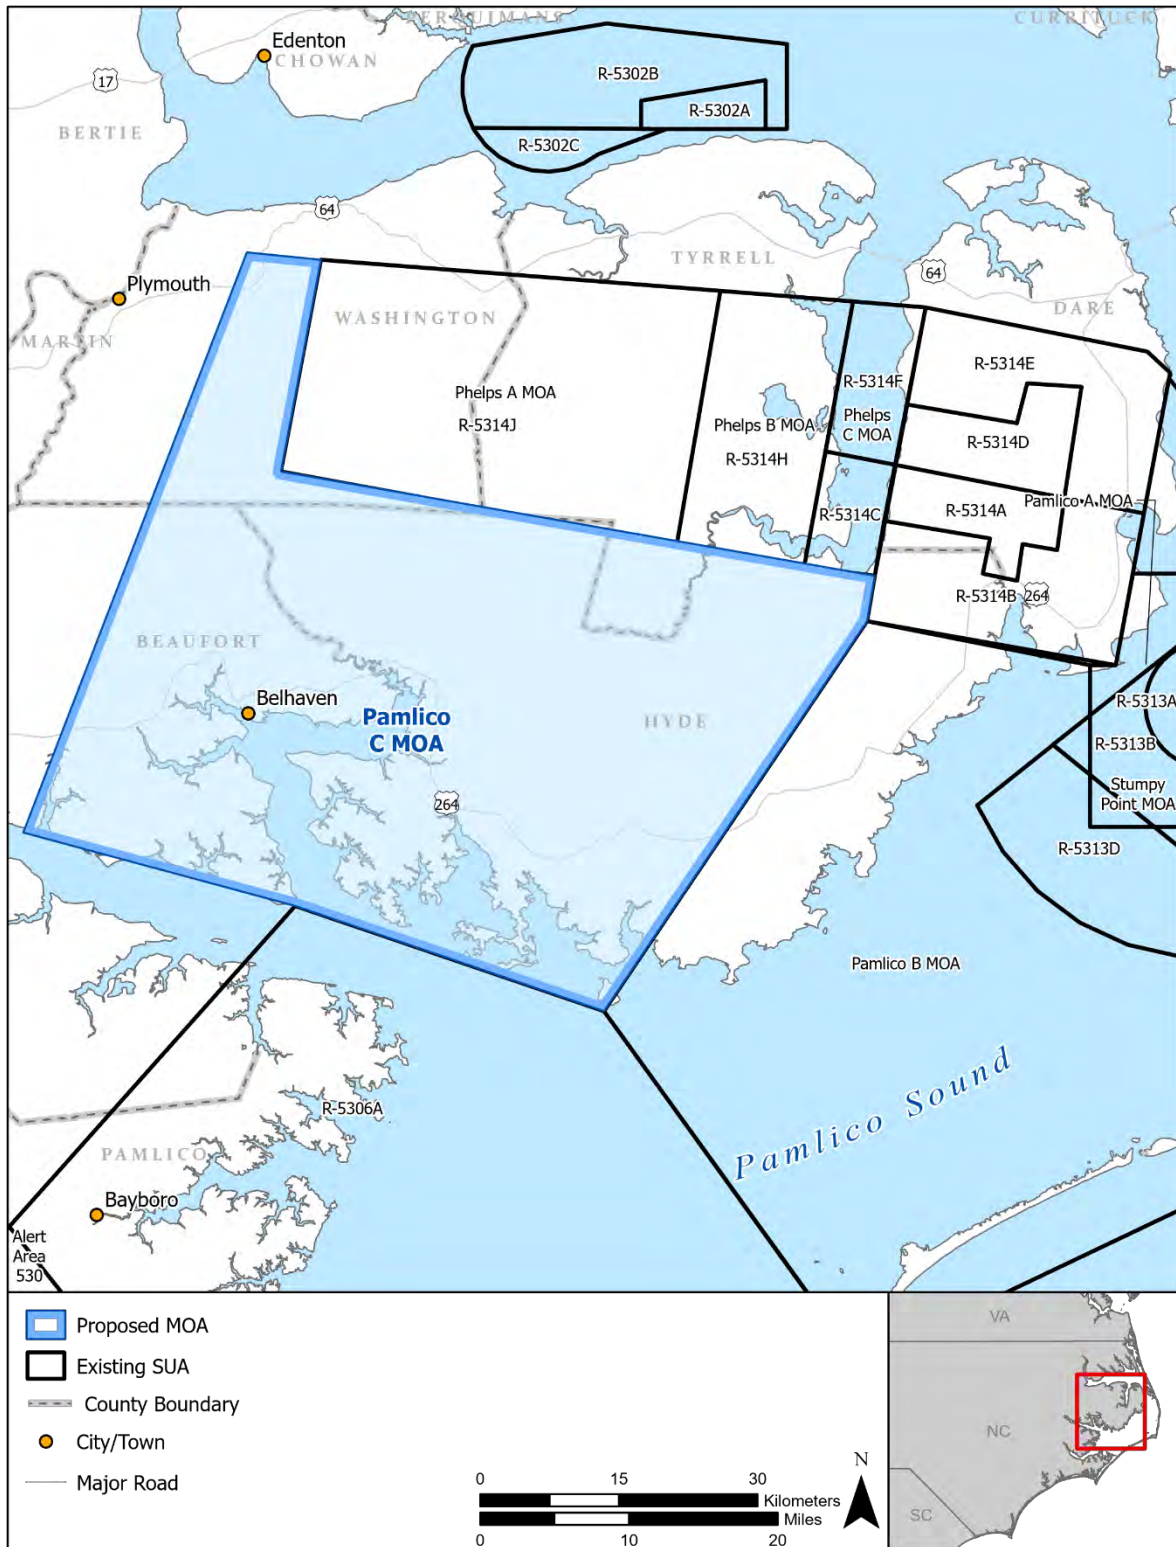 PERQUIMANS
CURRITUCK
Edenton
CHOWAN
17
BERTIE
R-5302B
R-5302A
R-5302C
64
TYRRELL
64
Plymouth
MARTIN
WASHINGTON
DARE
R-5314E
R-5314F
Phelps A MOA
R-5314J
Phelps B MOA
R-5314H
Phelps
C MOA
R-5314D
Pamlico A MOA
R-5314C
R-5314A
R-5314B
264
BEAUFORT
Belhaven
Pamlico
C MOA
HYDE
264
R-5313A
R-5313B
Stumpy
Point MOA
R-5313D
Pamlico B MOA
Pamlico Sound
R-5306A
PAMLICO
Bayboro
Alert
Area
530
Proposed MOA
Existing SUA
County Boundary
City/Town
Major Road
0 15 30
Kilometers
Miles
0 10 20
N
VA
NC
SC